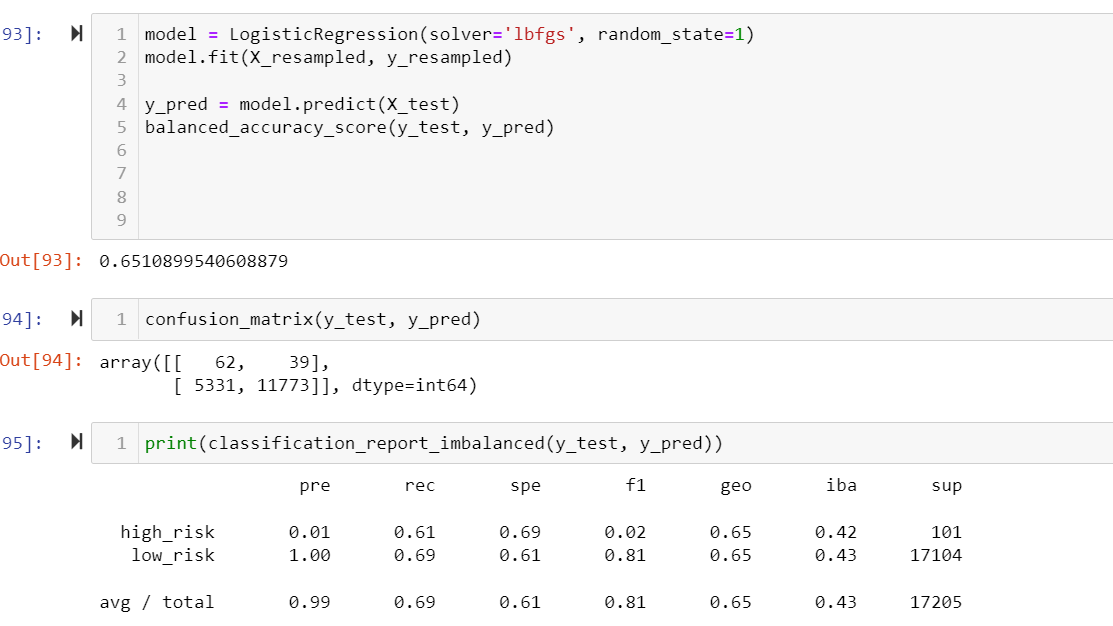 93]:
1 model = LogisticRegression(solver='lbfgs', random_state=1)
2 model.fit(X_resampled, y_resampled)
3
4 y_pred = model.predict(X_test)
5 balanced_accuracy_score(y_test, y_pred)
6
7
8
9
Out[93]: 0.6510899540608879
94]:
1 confusion_matrix(y_test, y_pred)
Out[94]: array([[   62,    39],
       [ 5331, 11773]], dtype=int64)
95]:
1 print(classification_report_imbalanced(y_test, y_pred))
pre rec spe f1 geo iba sup
high_risk 0.01 0.61 0.69 0.02 0.65 0.42 101
low_risk 1.00 0.69 0.61 0.81 0.65 0.43 17104
avg / total 0.99 0.69 0.61 0.81 0.65 0.43 17205